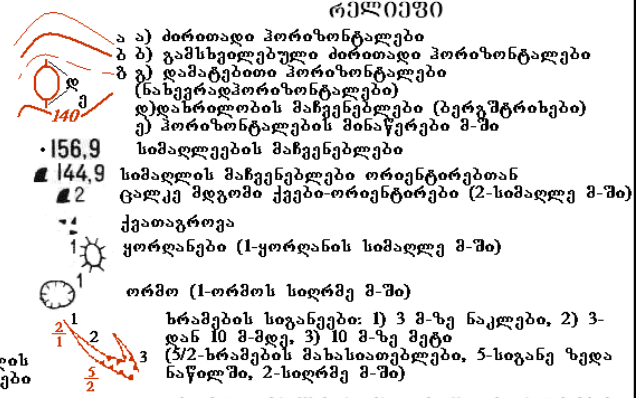 რელიეფი
ა ა) ძირითადი ჰორიზონტალები
ბ ბ) გამსხვილებული ძირითადი ჰორიზონტალები
გ გ) დამატებითი ჰორიზონტალები
(ნახევრადჰორიზონტალები)
დ დ)დახრილობის მაჩვენებლები (ბერგშტრიხები)
ე ე) ჰორიზონტალების მინაწერები მ-ში
140
156,9 სიმაღლეების მაჩვენებლები
144,9 სიმაღლის მაჩვენებლები ორიენტირებთან
2 ცალკე მდგომი ქვები-ორიენტირები (2-სიმაღლე მ-ში)
ქვათაგროვა
1 ყორღანები (1-ყორღანის სიმაღლე მ-ში)
1 ორმო (1-ორმოს სიღრმე მ-ში)
2/1 1 2 3 5/2
ხრამების სიგანეები: 1) 3 მ-ზე ნაკლები, 2) 3-
დან 10 მ-მდე, 3) 10 მ-ზე მეტი
(5/2-ხრამების მახასიათებლები, 5-სიგანე ზედა
ნაწილში, 2-სიღრმე მ-ში)